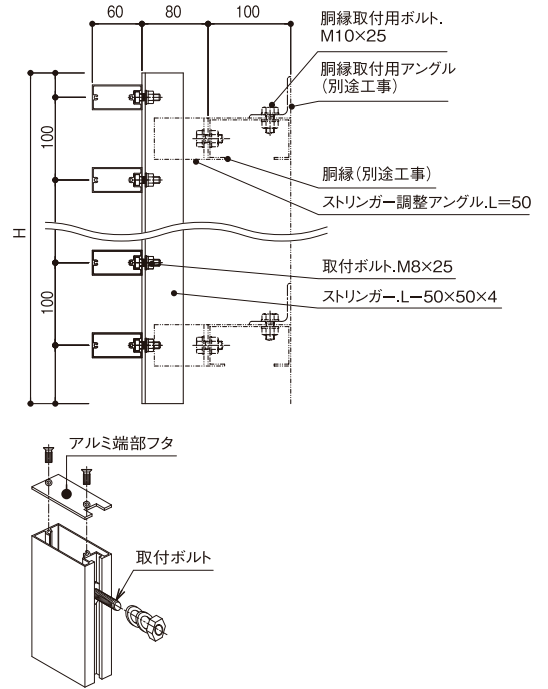 60
80
100
胴縁取付用ボルト.
M10×25
胴縁取付用アングル
(別途工事)
100
胴縁(別途工事)
ストリンガー調整アングル.L=50
H
取付ボルト.M8×25
ストリンガー.L-50×50×4
100
アルミ端部フタ
取付ボルト